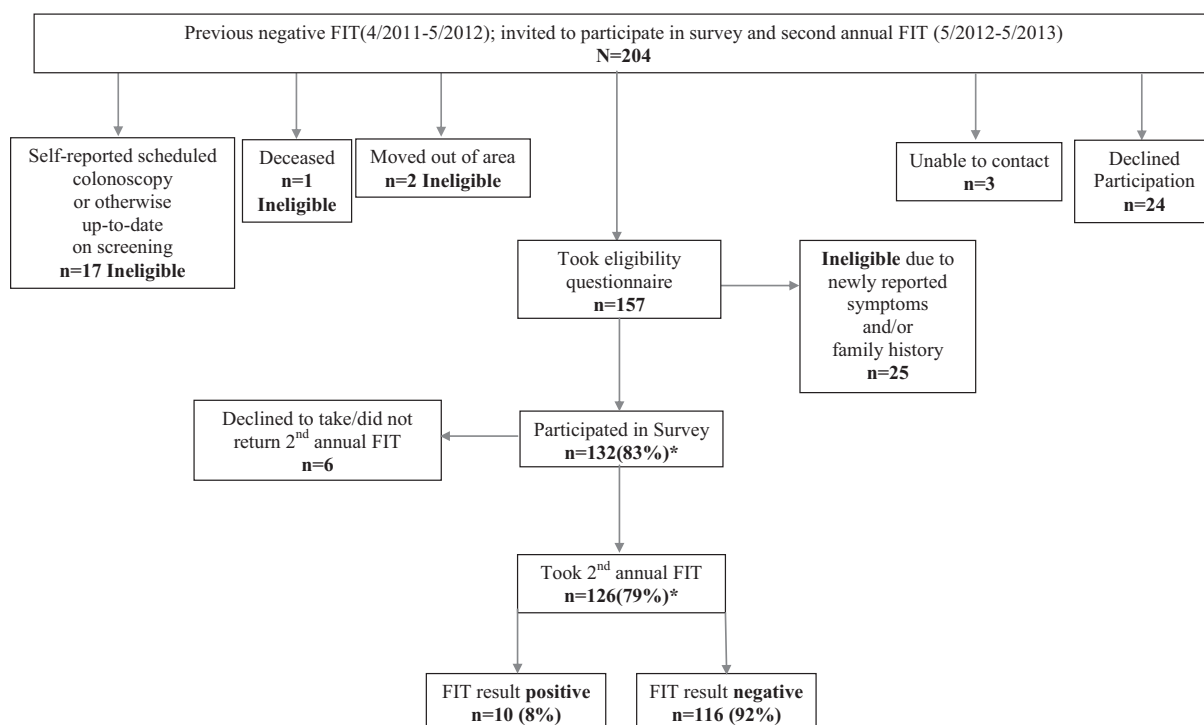 Previous negative FIT(4/2011-5/2012); invited to participate in survey and second annual FIT (5/2012-5/2013)
N=204
Self-reported scheduled
colonoscopy
or otherwise
up-to-date
on screening
n=17 Ineligible
Deceased
n=1
Ineligible
Moved out of area
n=2 Ineligible
Unable to contact
n=3
Declined
Participation
n=24
Took eligibility
questionnaire
n=157
Ineligible due to
newly reported
symptoms
and/or
family history
n=25
Declined to take/did not
return 2nd annual FIT
n=6
Participated in Survey
n=132(83%)*
Took 2nd annual FIT
n=126(79%)*
FIT result positive
n=10 (8%)
FIT result negative
n=116 (92%)